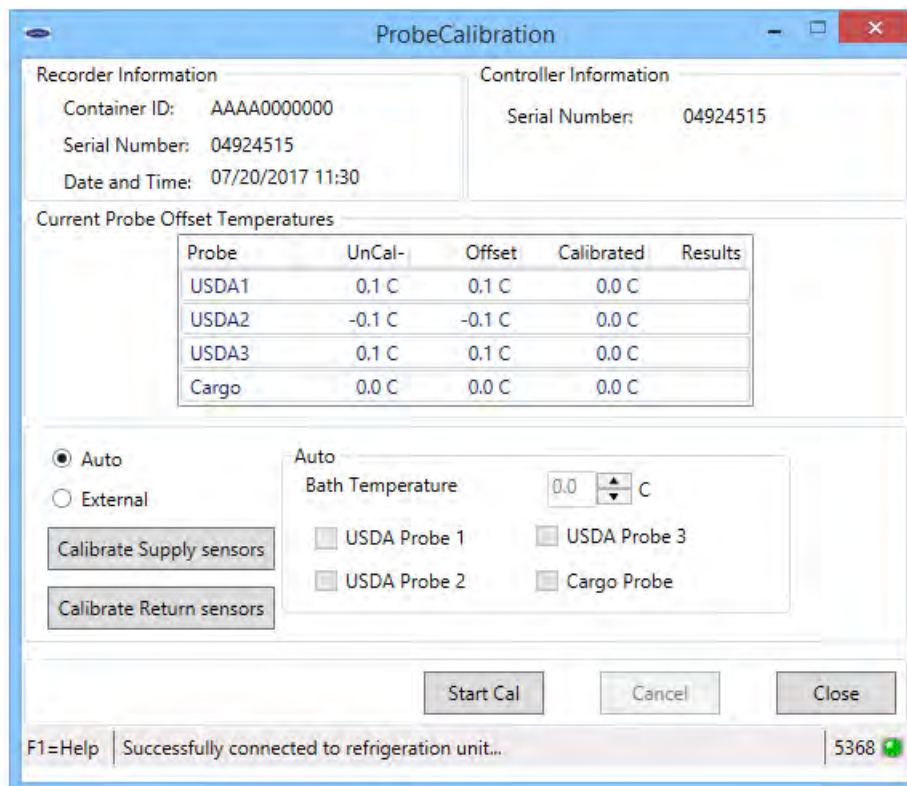 ProbeCalibration
Recorder Information
Container ID: AAAA0000000
Serial Number: 04924515
Date and Time: 07/20/2017 11:30
Controller Information
Serial Number: 04924515
Current Probe Offset Temperatures
Probe UnCal- Offset Calibrated Results
USDA1 0.1 C 0.1 C 0.0 C
USDA2 -0.1 C -0.1 C 0.0 C
USDA3 0.1 C 0.1 C 0.0 C
Cargo 0.0 C 0.0 C 0.0 C
Auto
External
Calibrate Supply sensors
Calibrate Return sensors
Auto
Bath Temperature 0.0 C
USDA Probe 1 USDA Probe 3
USDA Probe 2 Cargo Probe
Start Cal Cancel Close
F1=Help Successfully connected to refrigeration unit... 5368